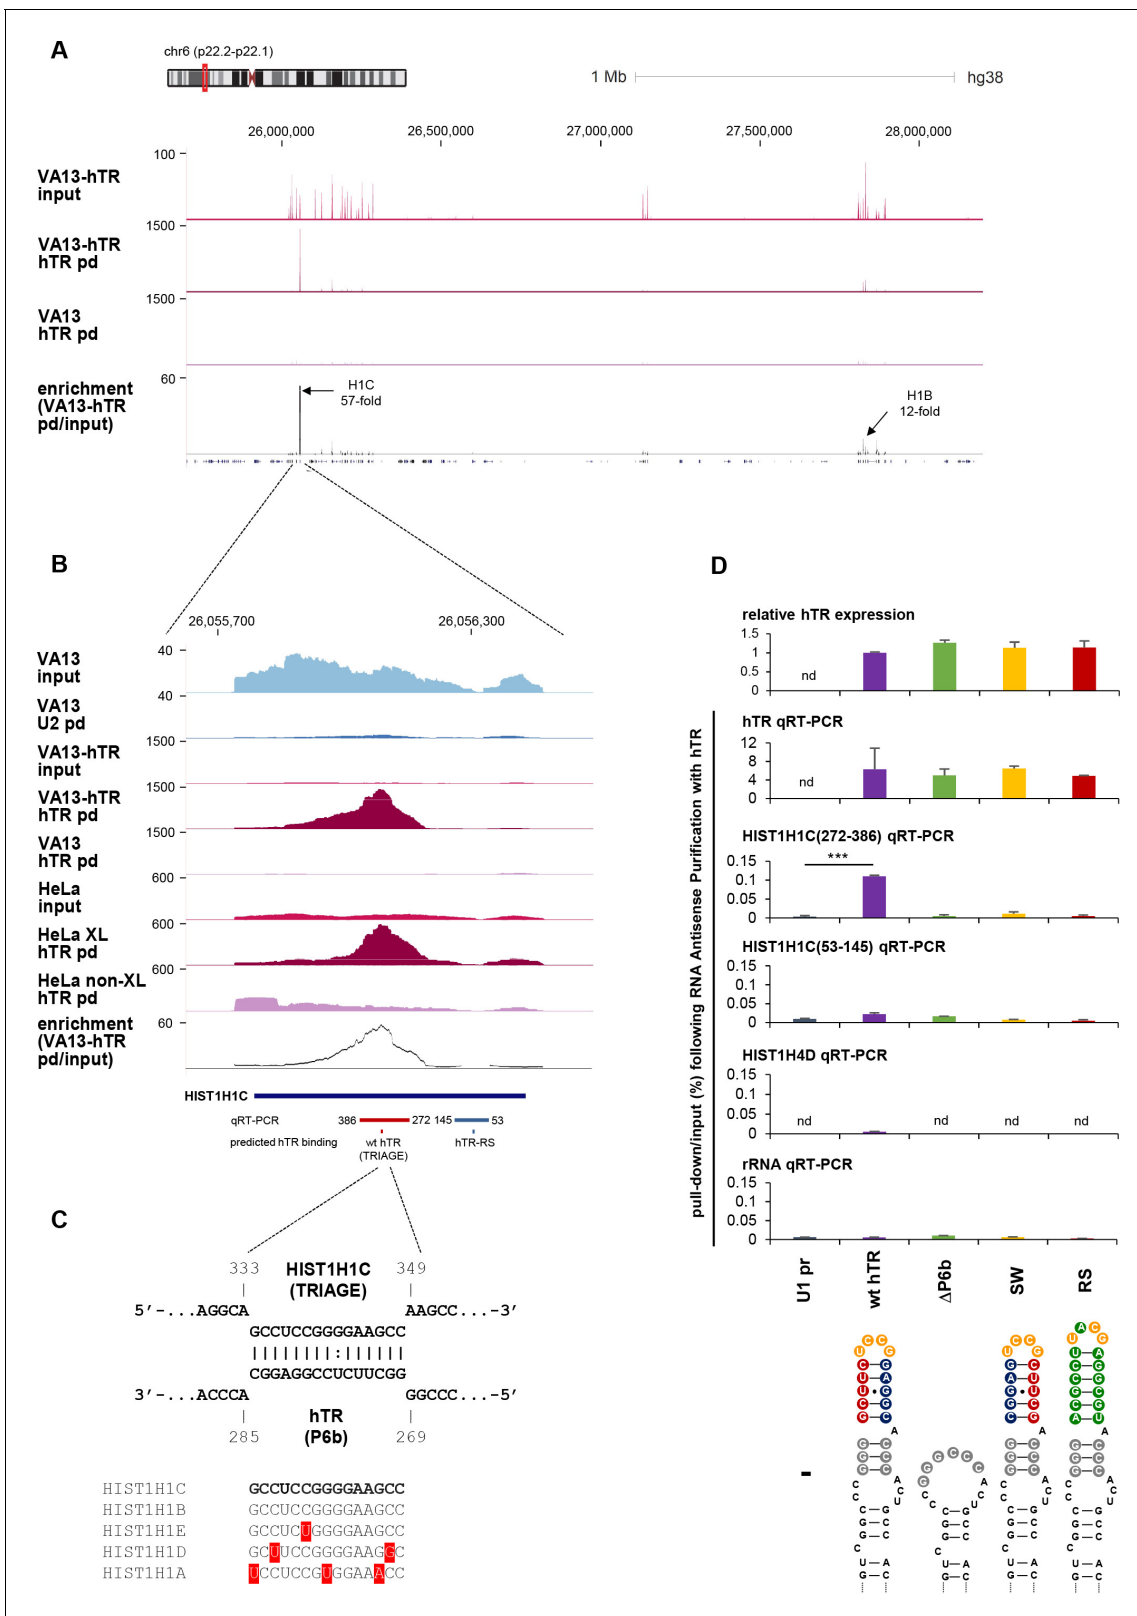 A
chr6 (p22.2-p22.1)
1 Mb
hg38
26,000,000
26,500,000
27,000,000
27,500,000
28,000,000
100
VA13-hTR
input
1500
VA13-hTR
hTR pd
1500
VA13
hTR pd
60
enrichment
(VA13-hTR
pd/input)
H1C
57-fold
H1B
12-fold
B
26,055,700
26,056,300
40
VA13
input
40
VA13
U2 pd
1500
VA13-hTR
input
1500
VA13-hTR
hTR pd
1500
VA13
hTR pd
600
HeLa
input
600
HeLa XL
hTR pd
600
HeLa non-XL
hTR pd
60
enrichment
(VA13-hTR
pd/input)
HIST1H1C
qRT-PCR
386
272
145
53
predicted hTR binding
wt hTR
(TRIAGE)
hTR-RS
C
333
HIST1H1C
(TRIAGE)
349
5'-...AGGCA
AAGCC...-3'
GCCUCCGGGGAAGCC
CGGAGGCCUCUUCGG
3'-...ACCCA
GGCCC...-5'
285
hTR
(P6b)
269
HIST1H1C GCCUCCGGGGAAGCC
HIST1H1B GCCUCCGGGGAAGCC
HIST1H1E GCCUCUGGGGAAGCC
HIST1H1D GCUUCCGGGGAAGGC
HIST1H1A UCCUCCGUGGAAACC
D
pull-down/input (%) following RNA Antisense Purification with hTR
relative hTR expression
1.5
1
0.5
0
nd
hTR qRT-PCR
12
8
4
0
nd
HIST1H1C(272-386) qRT-PCR
0.15
0.1
0.05
0
***
HIST1H1C(53-145) qRT-PCR
0.15
0.1
0.05
0
HIST1H4D qRT-PCR
0.15
0.1
0.05
0
nd
nd
nd
nd
rRNA qRT-PCR
0.15
0.1
0.05
0
U1 pr
wt hTR
ΔP6b
SW
RS
-